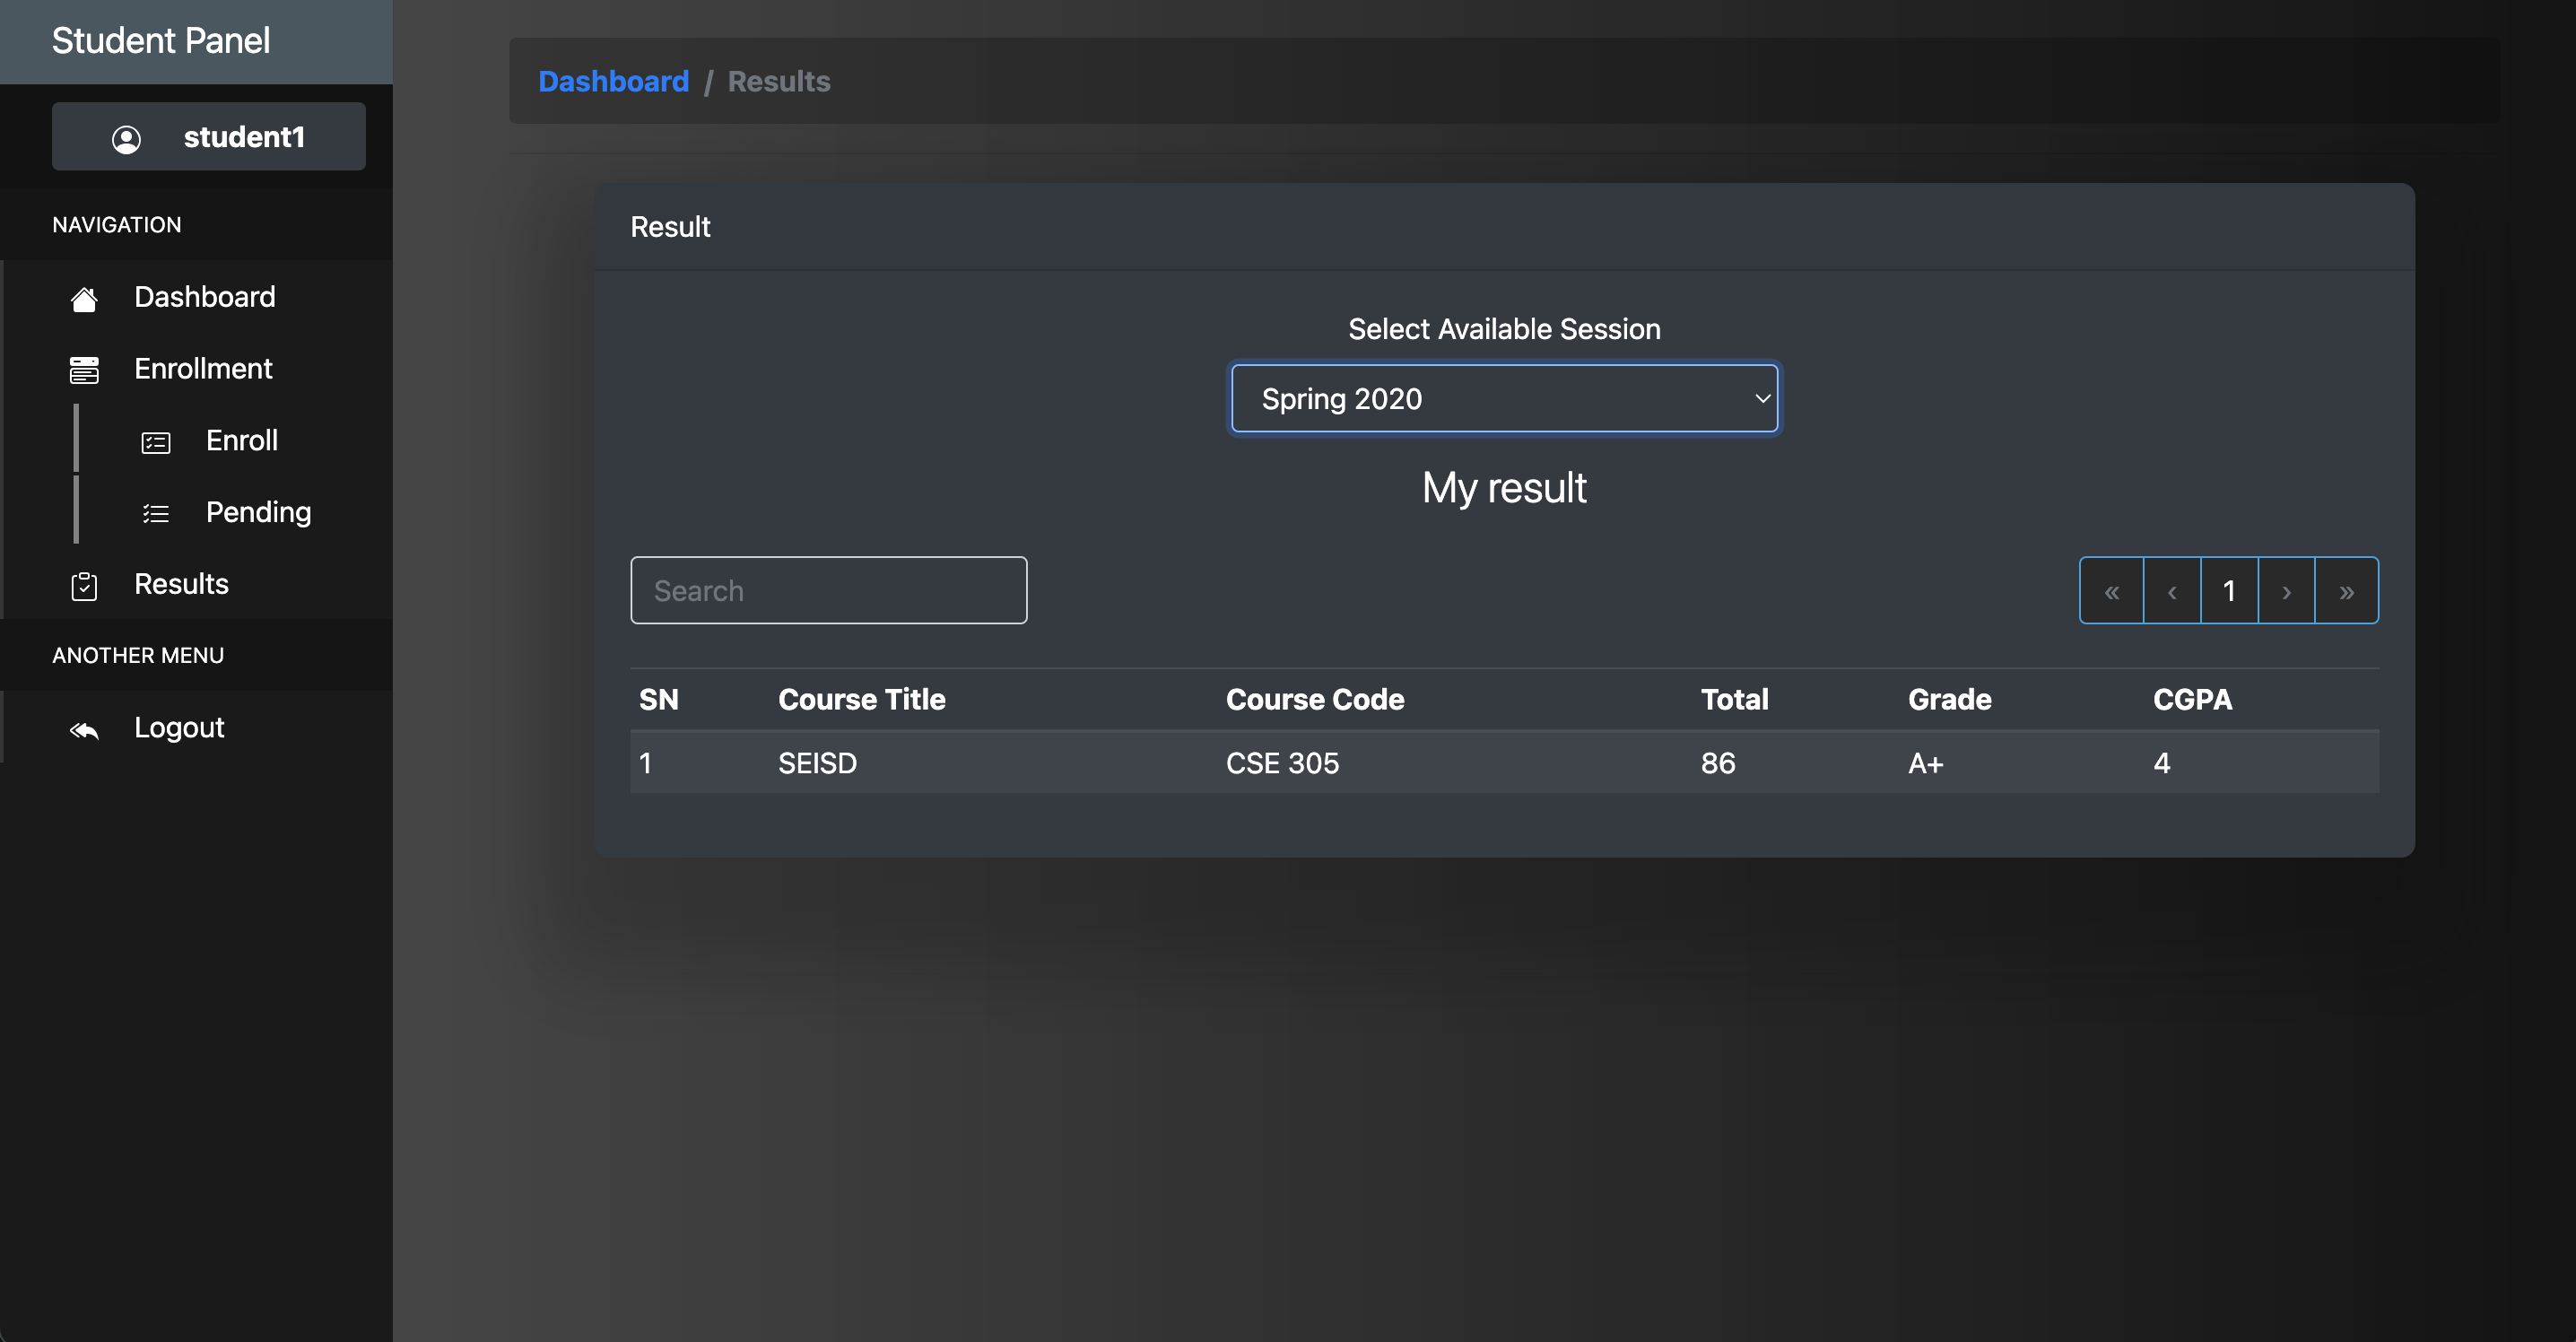 Student Panel
student1
NAVIGATION
Dashboard
Enrollment
Enroll
Pending
Results
ANOTHER MENU
Logout
Dashboard / Results
Result
Select Available Session
Spring 2020
My result
Search
« ‹ 1 › »
SN Course Title Course Code Total Grade CGPA
1 SEISD CSE 305 86 A+ 4